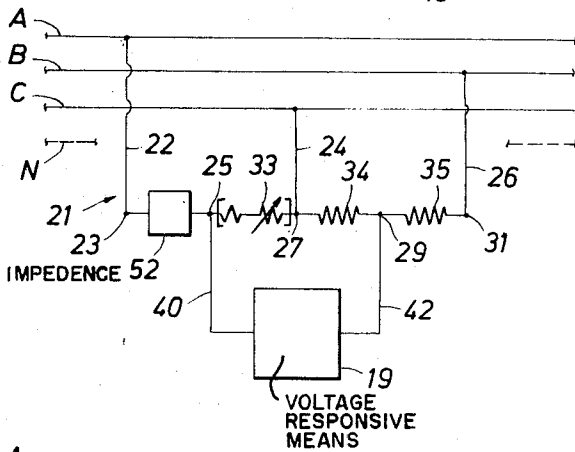 A
B
C
N
22
24
26
21
25
33
34
35
23
27
29
31
IMPEDENCE 52
40
42
19
VOLTAGE
RESPONSIVE
MEANS